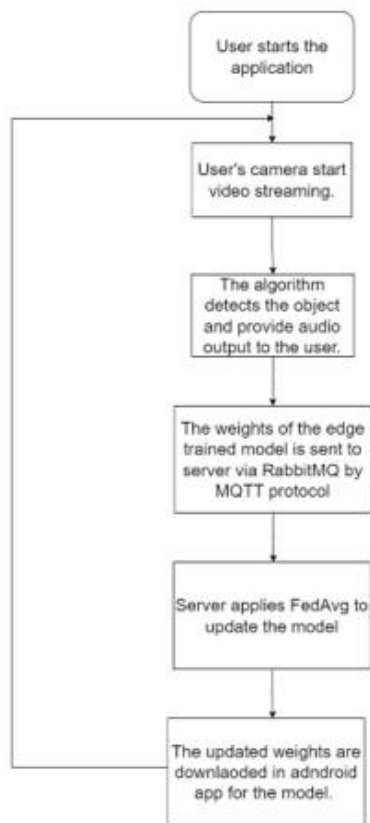 User starts the
application
User's camera start
video streaming.
The algorithm
detects the object
and provide audio
output to the user.
The weights of the edge
trained model is sent to
server via RabbitMQ by
MQTT protocol
Server applies FedAvg to
update the model
The updated weights are
downlaoded in adndroid
app for the model.